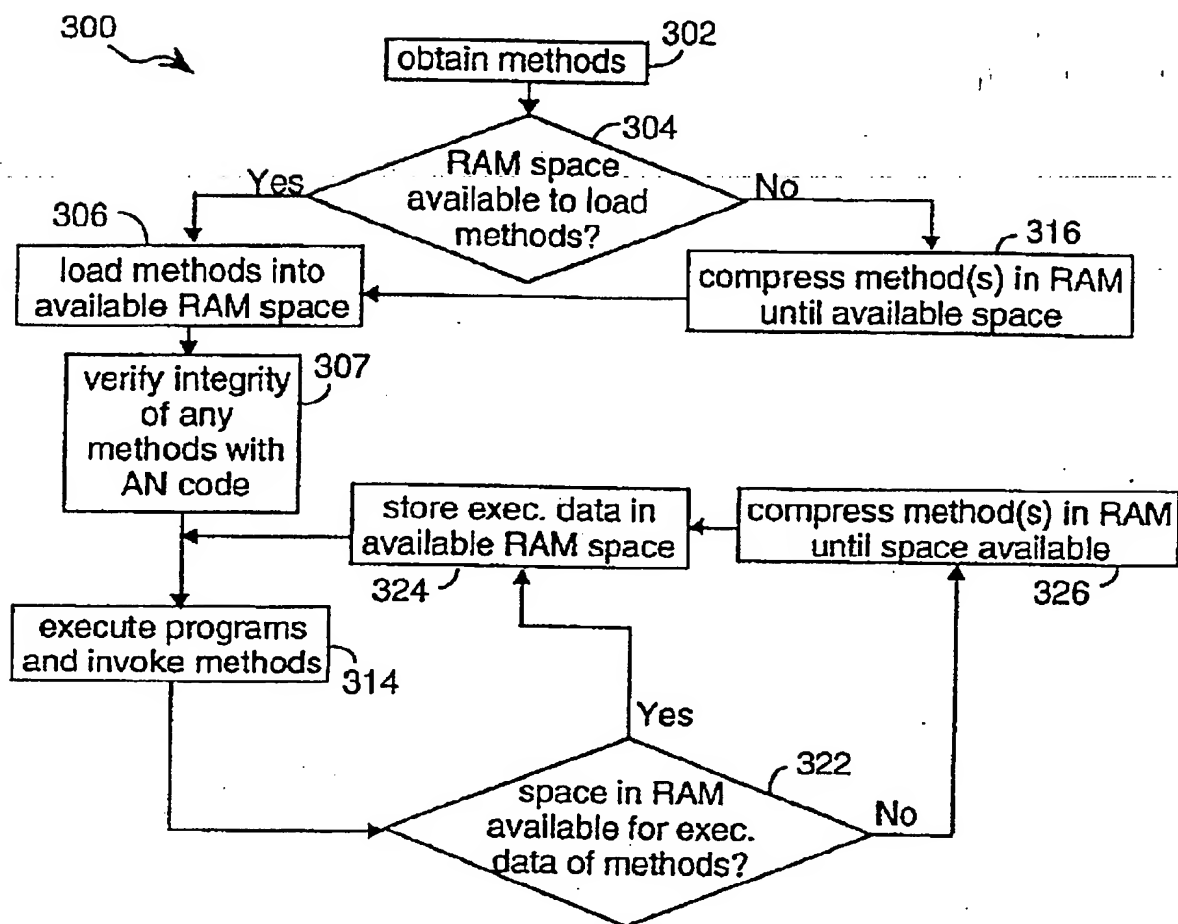 300
302
obtain methods
304
RAM space
available to load
methods?
Yes
No
306
load methods into
available RAM space
316
compress method(s) in RAM
until available space
307
verify integrity
of any
methods with
AN code
store exec. data in
available RAM space
324
compress method(s) in RAM
until space available
326
execute programs
and invoke methods
314
Yes
322
space in RAM
available for exec.
data of methods?
No